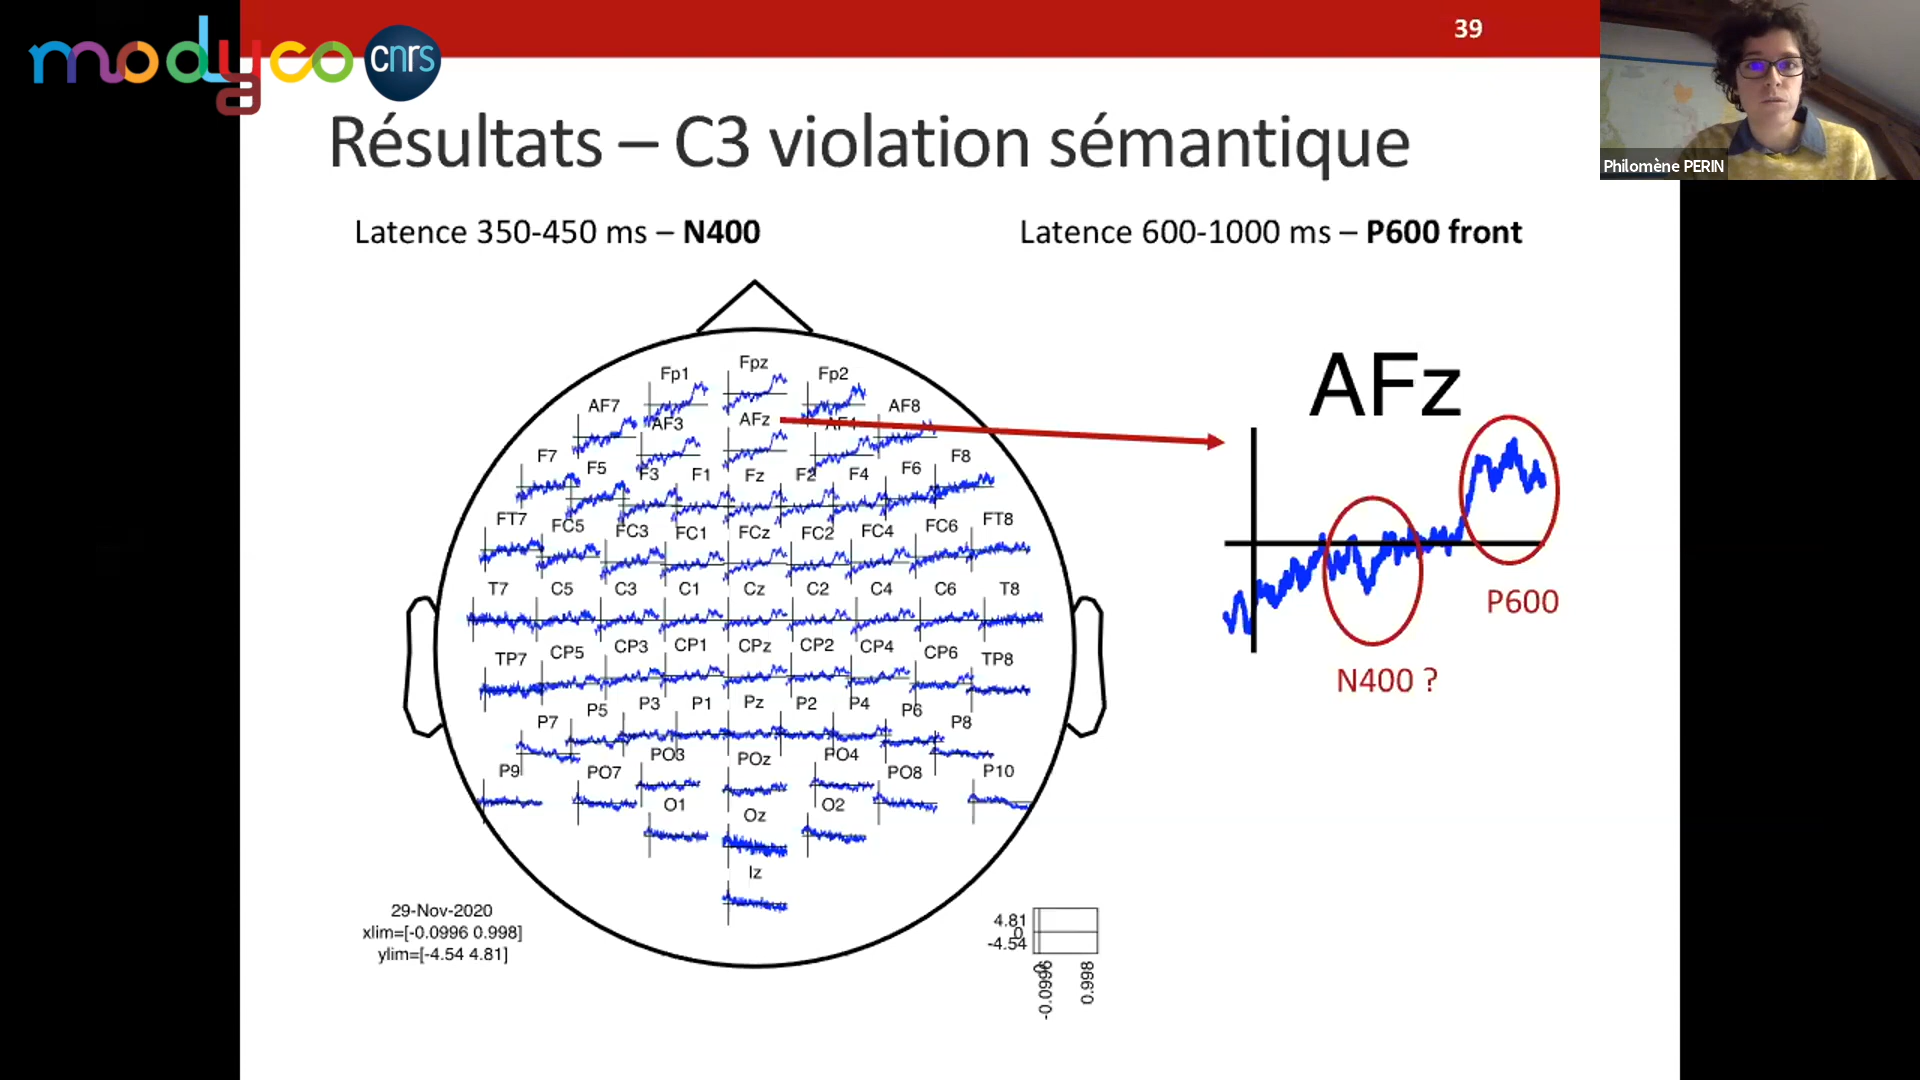 modyco cnrs
39
Philomène PERIN
Résultats – C3 violation sémantique
Latence 350-450 ms – N400
Latence 600-1000 ms – P600 front
Fpz
Fp1 Fp2
AF7 AF3 AFz AF4 AF8
F7 F5 F3 F1 Fz F2 F4 F6 F8
FT7 FC5 FC3 FC1 FCz FC2 FC4 FC6 FT8
T7 C5 C3 C1 Cz C2 C4 C6 T8
TP7 CP5 CP3 CP1 CPz CP2 CP4 CP6 TP8
P7 P5 P3 P1 Pz P2 P4 P6 P8
P9 PO7 PO3 POz PO4 PO8 P10
O1 Oz O2
Iz
AFz
P600
N400 ?
29-Nov-2020
xlim=[-0.0996 0.998]
ylim=[-4.54 4.81]
4.81
0
-4.54
-0.0996
0
0.998